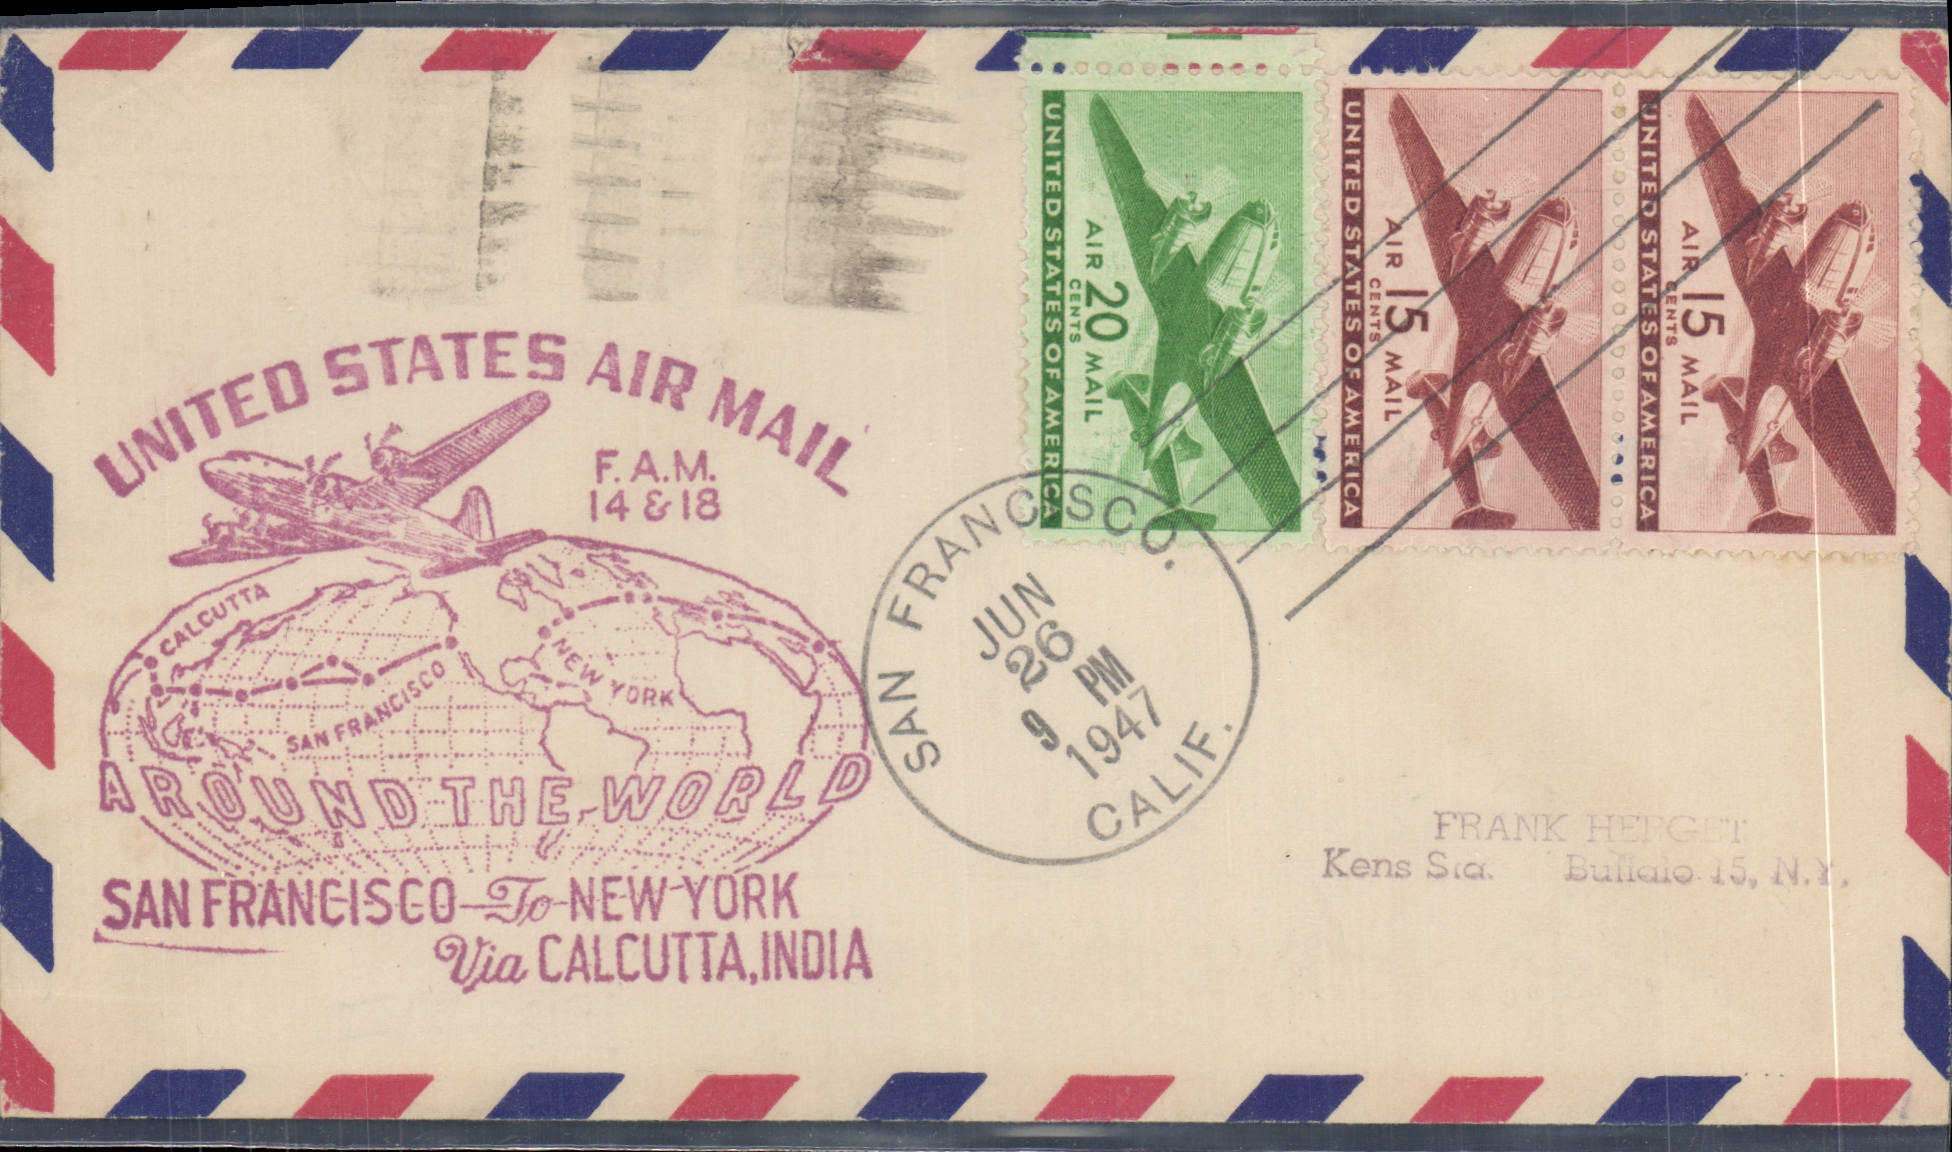 UNITED STATES AIR MAIL
F.A.M.
14 & 18
CALCUTTA
NEW YORK
SAN FRANCISCO
AROUND THE WORLD
SAN FRANCISCO To NEW YORK
Via CALCUTTA, INDIA
UNITED STATES OF AMERICA
AIR 20 MAIL
CENTS
UNITED STATES OF AMERICA
AIR 15 MAIL
CENTS
UNITED STATES OF AMERICA
AIR 15 MAIL
CENTS
SAN FRANCISCO.
JUN
26
9 PM
1947
CALIF.
FRANK HERGET
Kens Sta. Buffalo 15, N.Y.